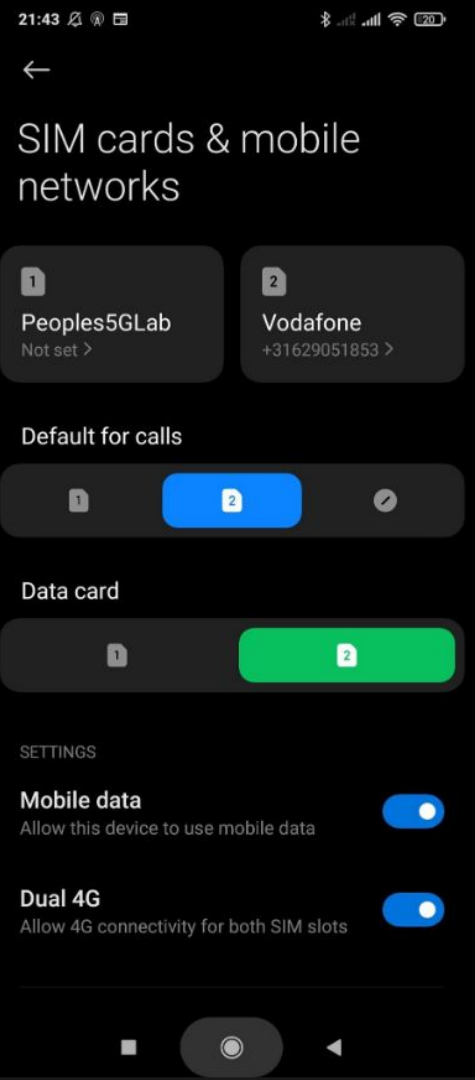 21:43 20
SIM cards & mobile
networks
1 2
Peoples5GLab Vodafone
Not set > +31629051853 >
Default for calls
1 2
Data card
1 2
SETTINGS
Mobile data
Allow this device to use mobile data
Dual 4G
Allow 4G connectivity for both SIM slots